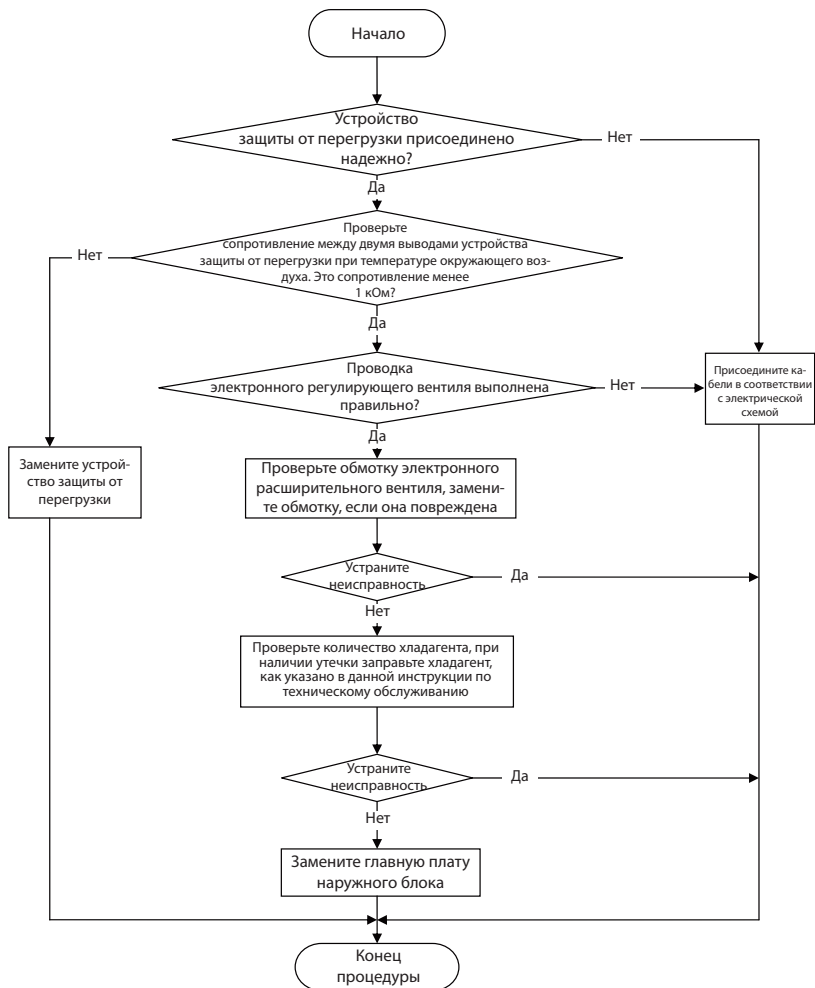 Начало
Устройство
защиты от перегрузки присоединено
надежно?
Нет
Да
Проверьте
сопротивление между двумя выводами устройства
защиты от перегрузки при температуре окружающего воз-
духа. Это сопротивление менее
1 кОм?
Нет
Да
Проводка
электронного регулирующего вентиля выполнена
правильно?
Нет
Присоедините ка-
бели в соответствии
с электрической
схемой
Да
Замените устрой-
ство защиты от
перегрузки
Проверьте обмотку электронного
расширительного вентиля, замени-
те обмотку, если она повреждена
Устраните
неисправность
Да
Нет
Проверьте количество хладагента, при
наличии утечки заправьте хладагент,
как указано в данной инструкции по
техническому обслуживанию
Устраните
неисправность
Да
Нет
Замените главную плату
наружного блока
Конец
процедуры